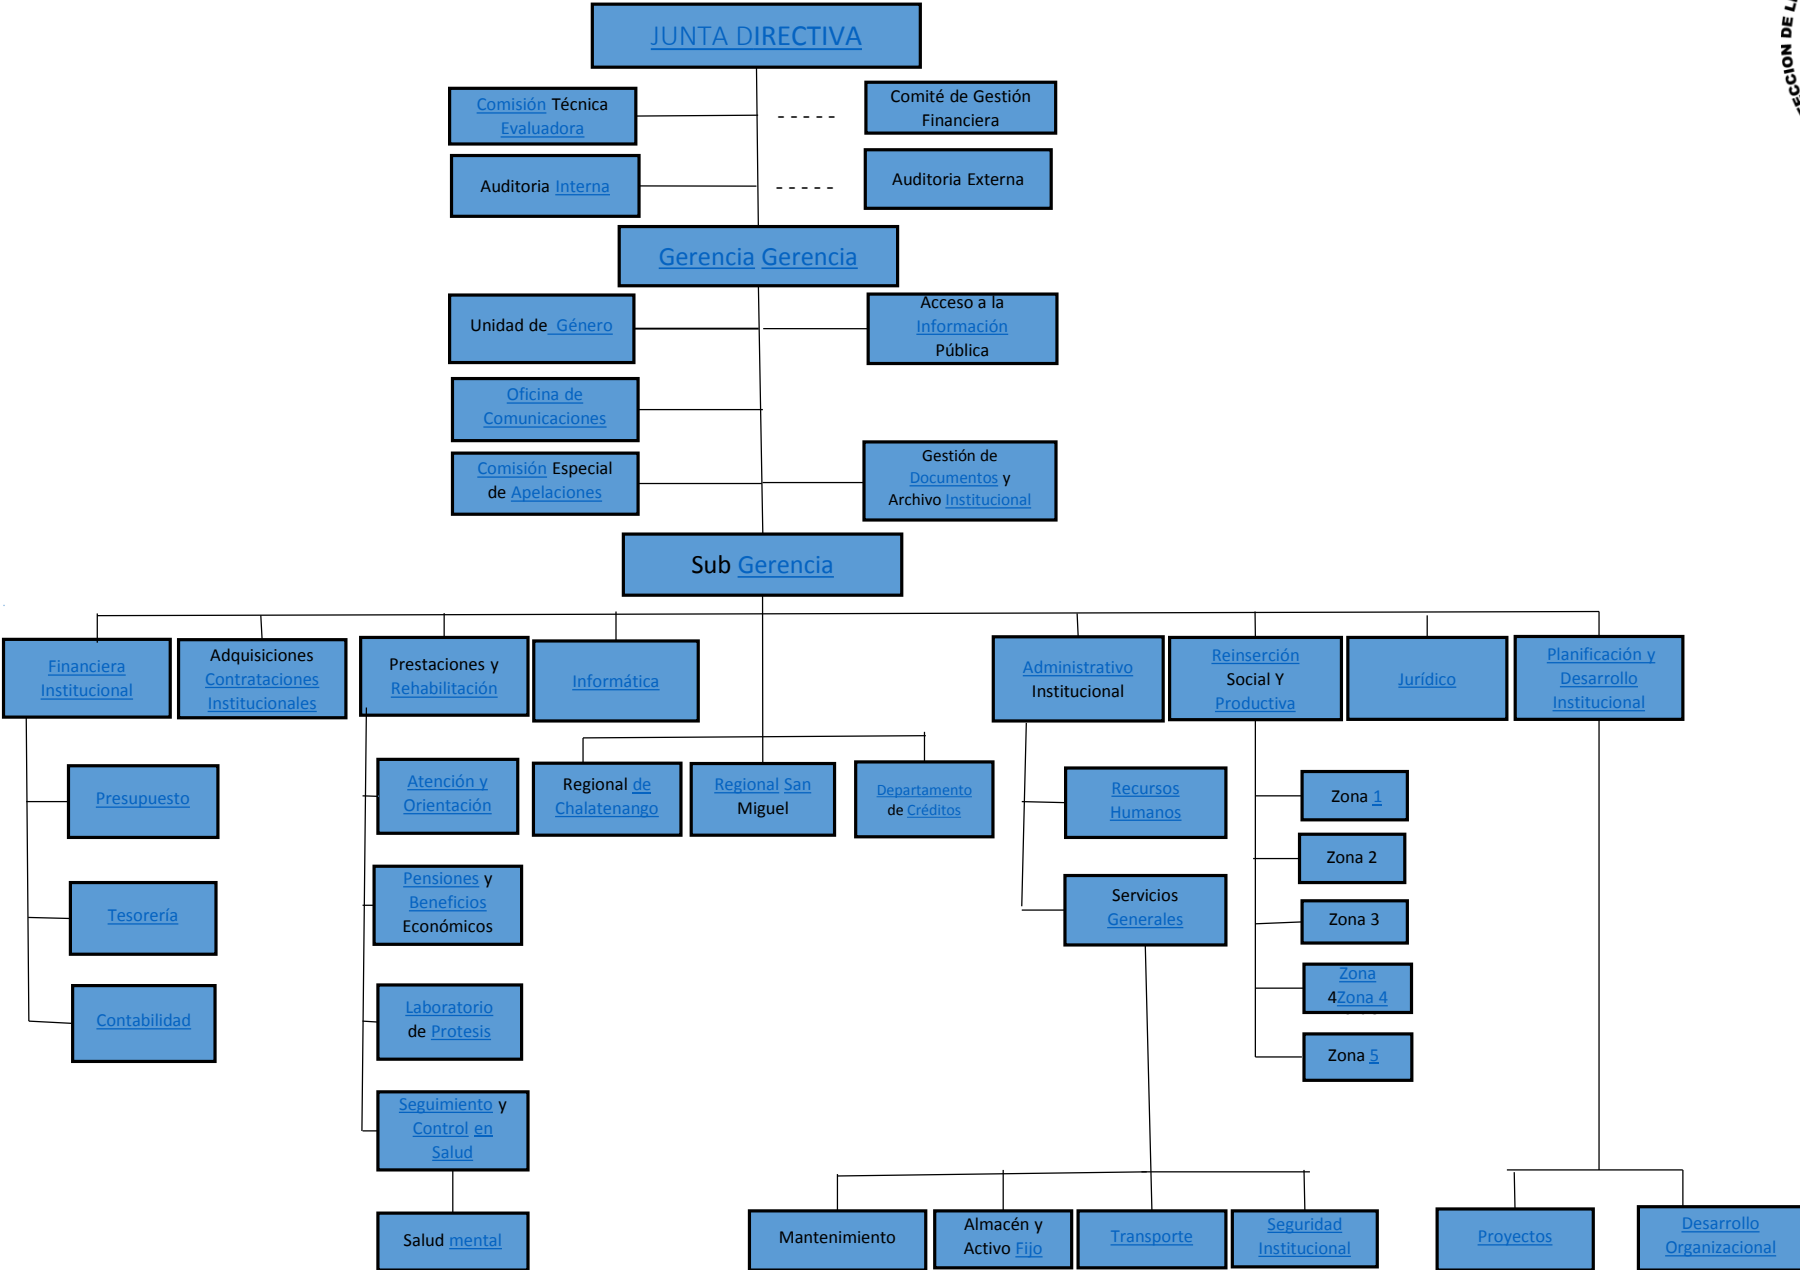 JUNTA DIRECTIVA
Comisión Técnica
Evaluadora
Comité de Gestión
Financiera
Auditoria Interna
Auditoria Externa
Gerencia Gerencia
Unidad de Género
Acceso a la
Información
Pública
Oficina de
Comunicaciones
Comisión Especial
de Apelaciones
Gestión de
Documentos y
Archivo Institucional
Sub Gerencia
Financiera
Institucional
Adquisiciones
Contrataciones
Institucionales
Prestaciones y
Rehabilitación
Informática
Administrativo
Institucional
Reinserción
Social Y
Productiva
Jurídico
Planificación y
Desarrollo
Institucional
Presupuesto
Atención y
Orientación
Regional de
Chalatenango
Regional San
Miguel
Departamento
de Créditos
Recursos
Humanos
Zona 1
Zona 2
Pensiones y
Beneficios
Económicos
Tesorería
Servicios
Generales
Zona 3
Zona
4Zona 4
Laboratorio
de Protesis
Contabilidad
Zona 5
Seguimiento y
Control en
Salud
Salud mental
Mantenimiento
Almacén y
Activo Fijo
Transporte
Seguridad
Institucional
Proyectos
Desarrollo
Organizacional